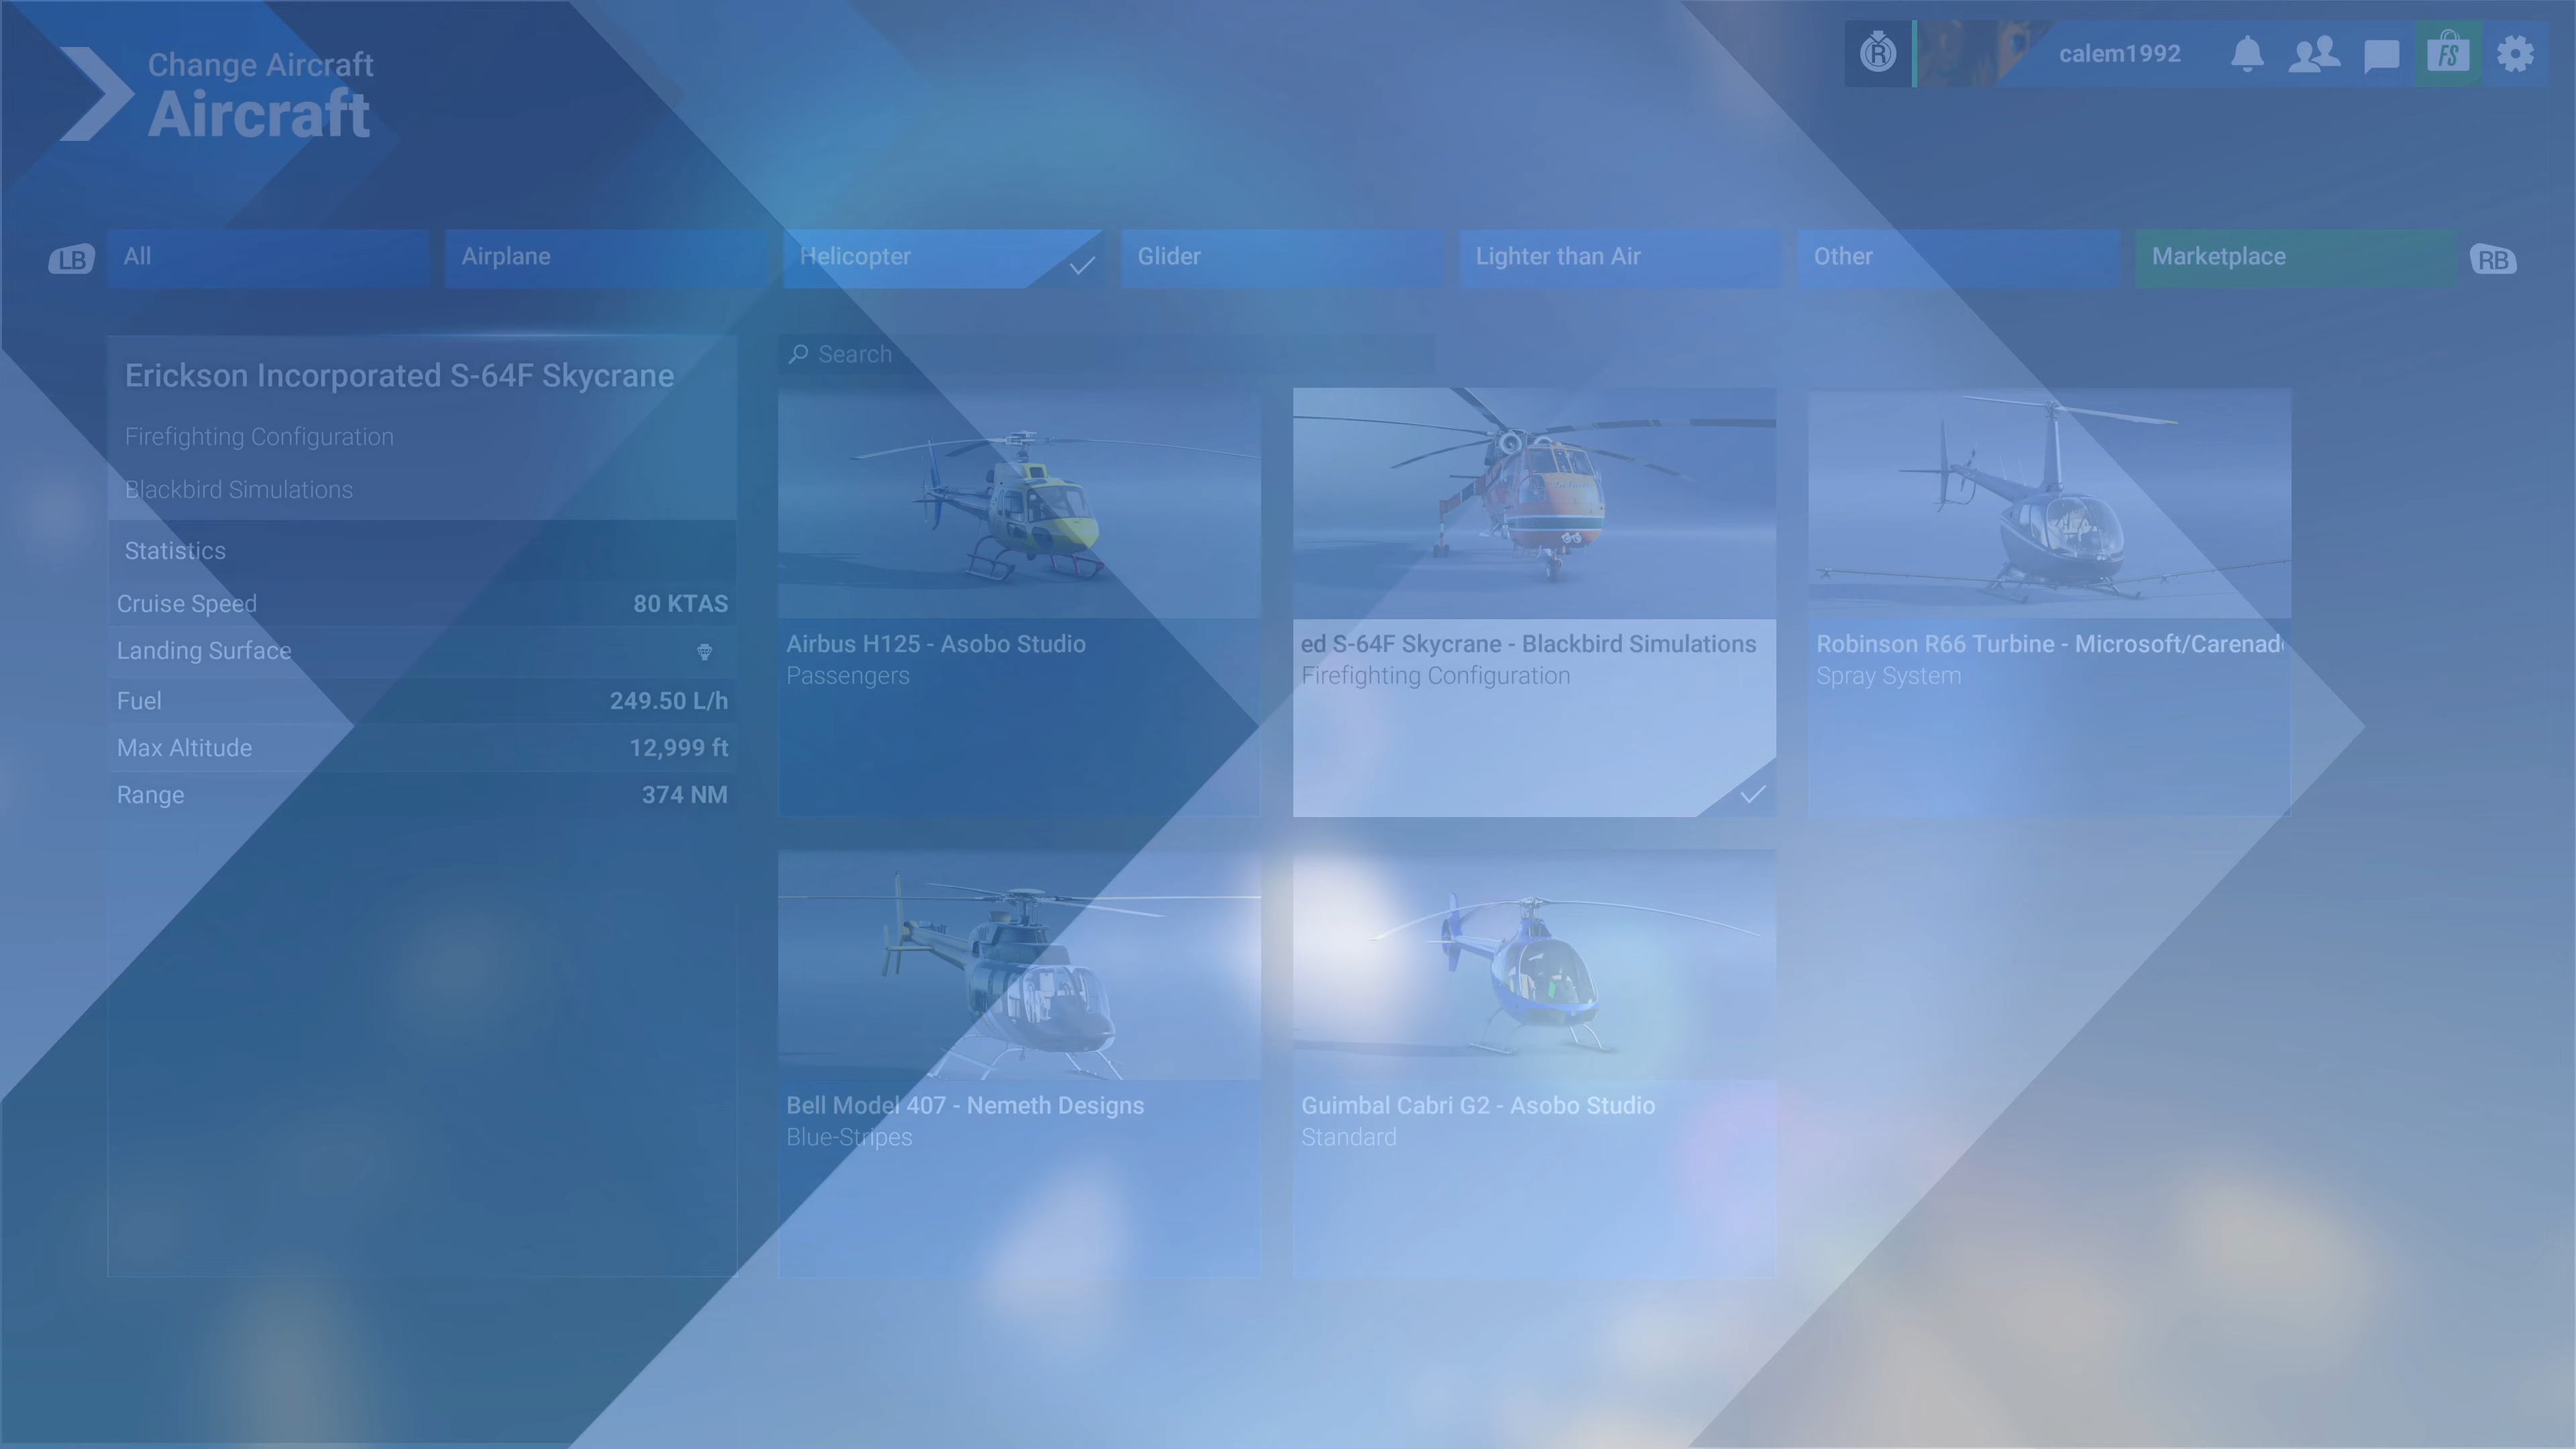 Change Aircraft
Aircraft
R
calem1992
FS
LB
All
Airplane
Helicopter
Glider
Lighter than Air
Other
Marketplace
RB
Erickson Incorporated S-64F Skycrane
Firefighting Configuration
Blackbird Simulations
Statistics
Cruise Speed 80 KTAS
Landing Surface
Fuel 249.50 L/h
Max Altitude 12,999 ft
Range 374 NM
Search
Airbus H125 - Asobo Studio
Passengers
ed S-64F Skycrane - Blackbird Simulations
Firefighting Configuration
Robinson R66 Turbine - Microsoft/Carenad
Spray System
Bell Model 407 - Nemeth Designs
Blue-Stripes
Guimbal Cabri G2 - Asobo Studio
Standard